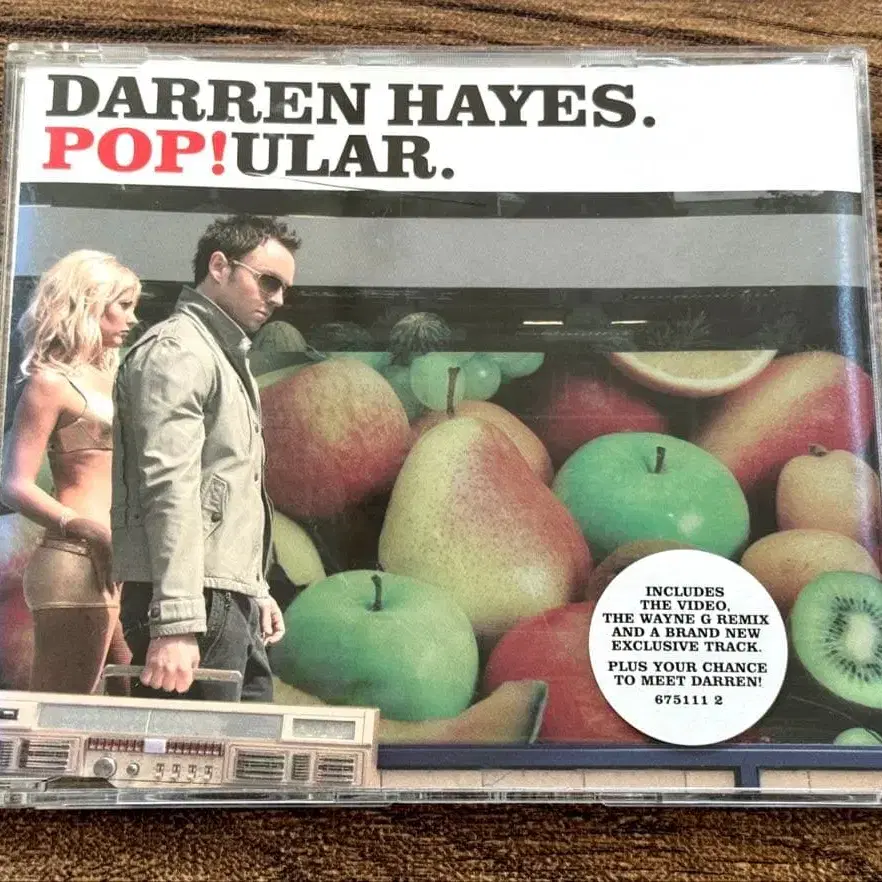 DARREN HAYES.
POP!ULAR.
INCLUDES
THE VIDEO,
THE WAYNE G REMIX
AND A BRAND NEW
EXCLUSIVE TRACK.
PLUS YOUR CHANCE
TO MEET DARREN!
675111 2